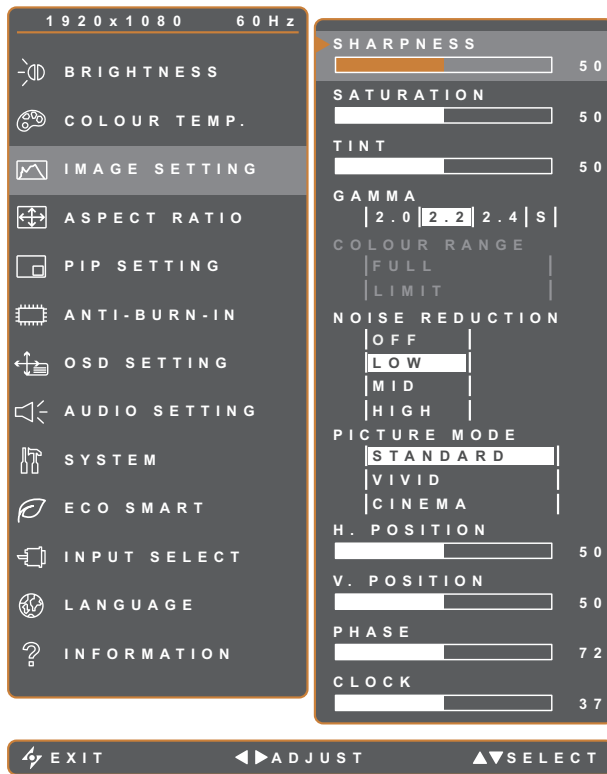 1920x1080 60Hz
BRIGHTNESS
COLOUR TEMP.
IMAGE SETTING
ASPECT RATIO
PIP SETTING
ANTI-BURN-IN
OSD SETTING
AUDIO SETTING
SYSTEM
ECO SMART
INPUT SELECT
LANGUAGE
INFORMATION
SHARPNESS
50
SATURATION
50
TINT
50
GAMMA
2.0 2.2 2.4 S
COLOUR RANGE
FULL
LIMIT
NOISE REDUCTION
OFF
LOW
MID
HIGH
PICTURE MODE
STANDARD
VIVID
CINEMA
H. POSITION
50
V. POSITION
50
PHASE
72
CLOCK
37
EXIT ADJUST SELECT